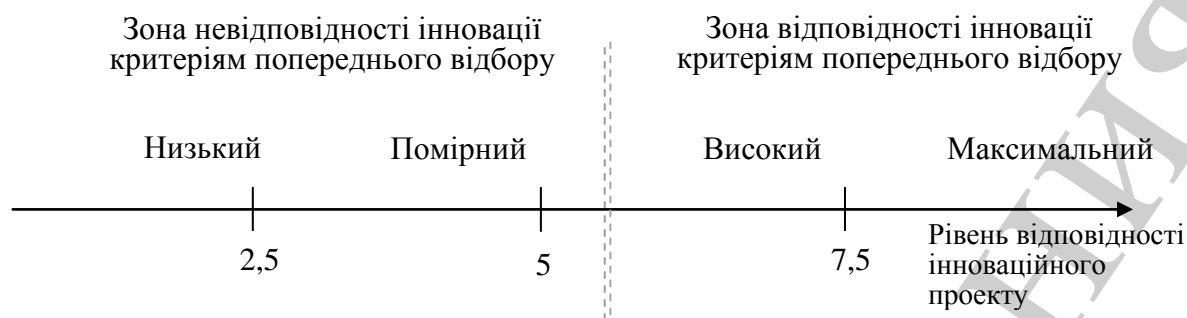 Зона невідповідності інновації
критеріям попереднього відбору
Зона відповідності інновації
критеріям попереднього відбору
Низький
Помірний
Високий
Максимальний
2,5
5
7,5
Рівень відповідності
інноваційного
проекту